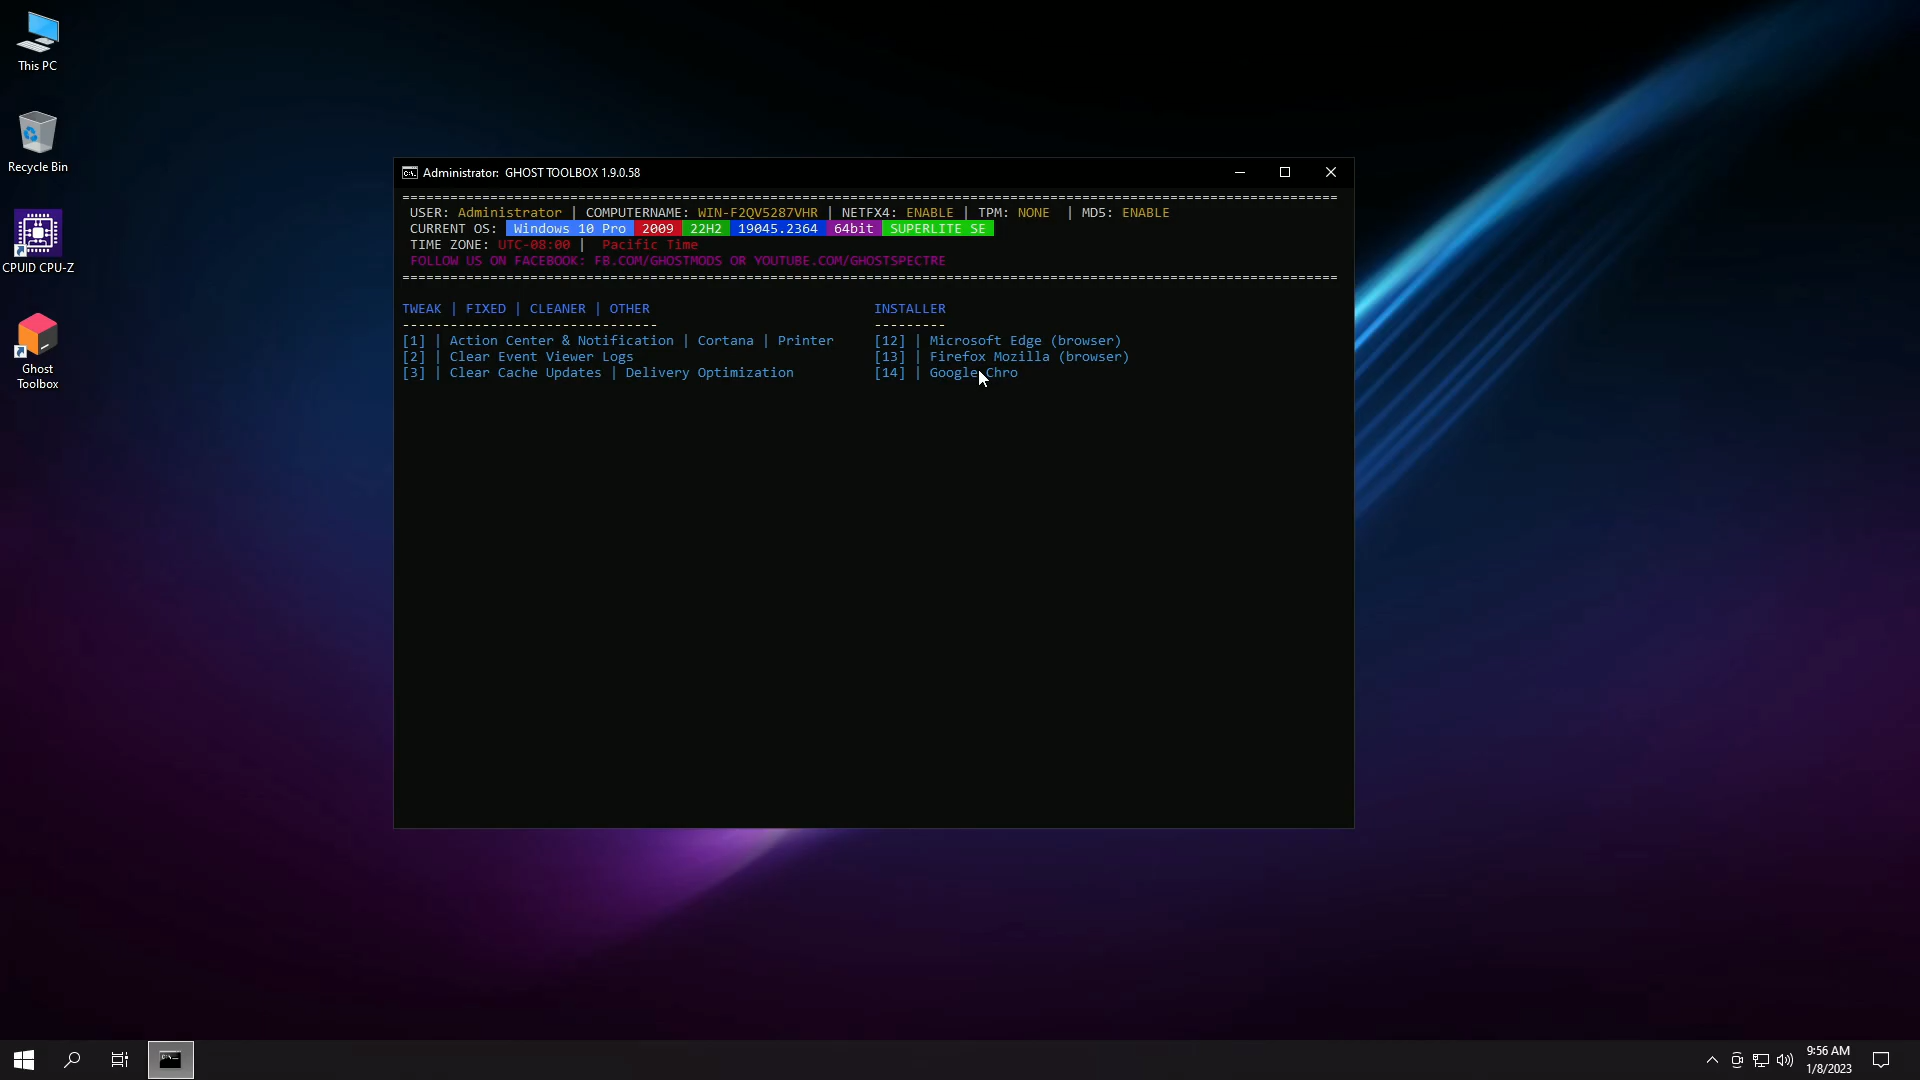 This PC
Recycle Bin
CPUID CPU-Z
Ghost
Toolbox
Administrator: GHOST TOOLBOX 1.9.0.58
=====================================================================================================================
USER: Administrator | COMPUTERNAME: WIN-F2QV5287VHR | NETFX4: ENABLE | TPM: NONE | MD5: ENABLE
CURRENT OS: Windows 10 Pro 2009 22H2 19045.2364 64bit SUPERLITE SE
TIME ZONE: UTC-08:00 | Pacific Time
FOLLOW US ON FACEBOOK: FB.COM/GHOSTMODS OR YOUTUBE.COM/GHOSTSPECTRE
=====================================================================================================================
TWEAK | FIXED | CLEANER | OTHER INSTALLER
-------------------------------- ---------
[1] | Action Center & Notification | Cortana | Printer [12] | Microsoft Edge (browser)
[2] | Clear Event Viewer Logs [13] | Firefox Mozilla (browser)
[3] | Clear Cache Updates | Delivery Optimization [14] | Google Chro
9:56 AM
1/8/2023